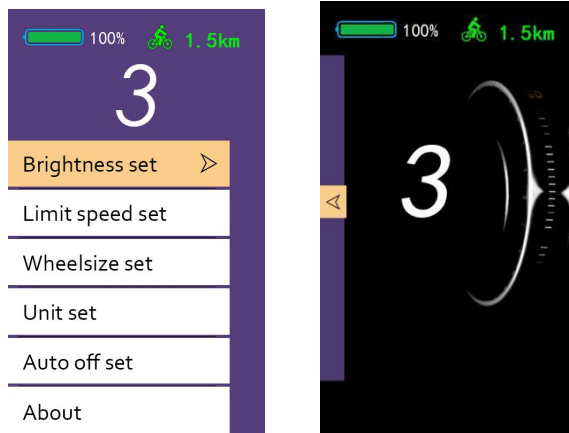 100% 1.5km
3
Brightness set
Limit speed set
Wheelsize set
Unit set
Auto off set
About
100% 1.5km
3